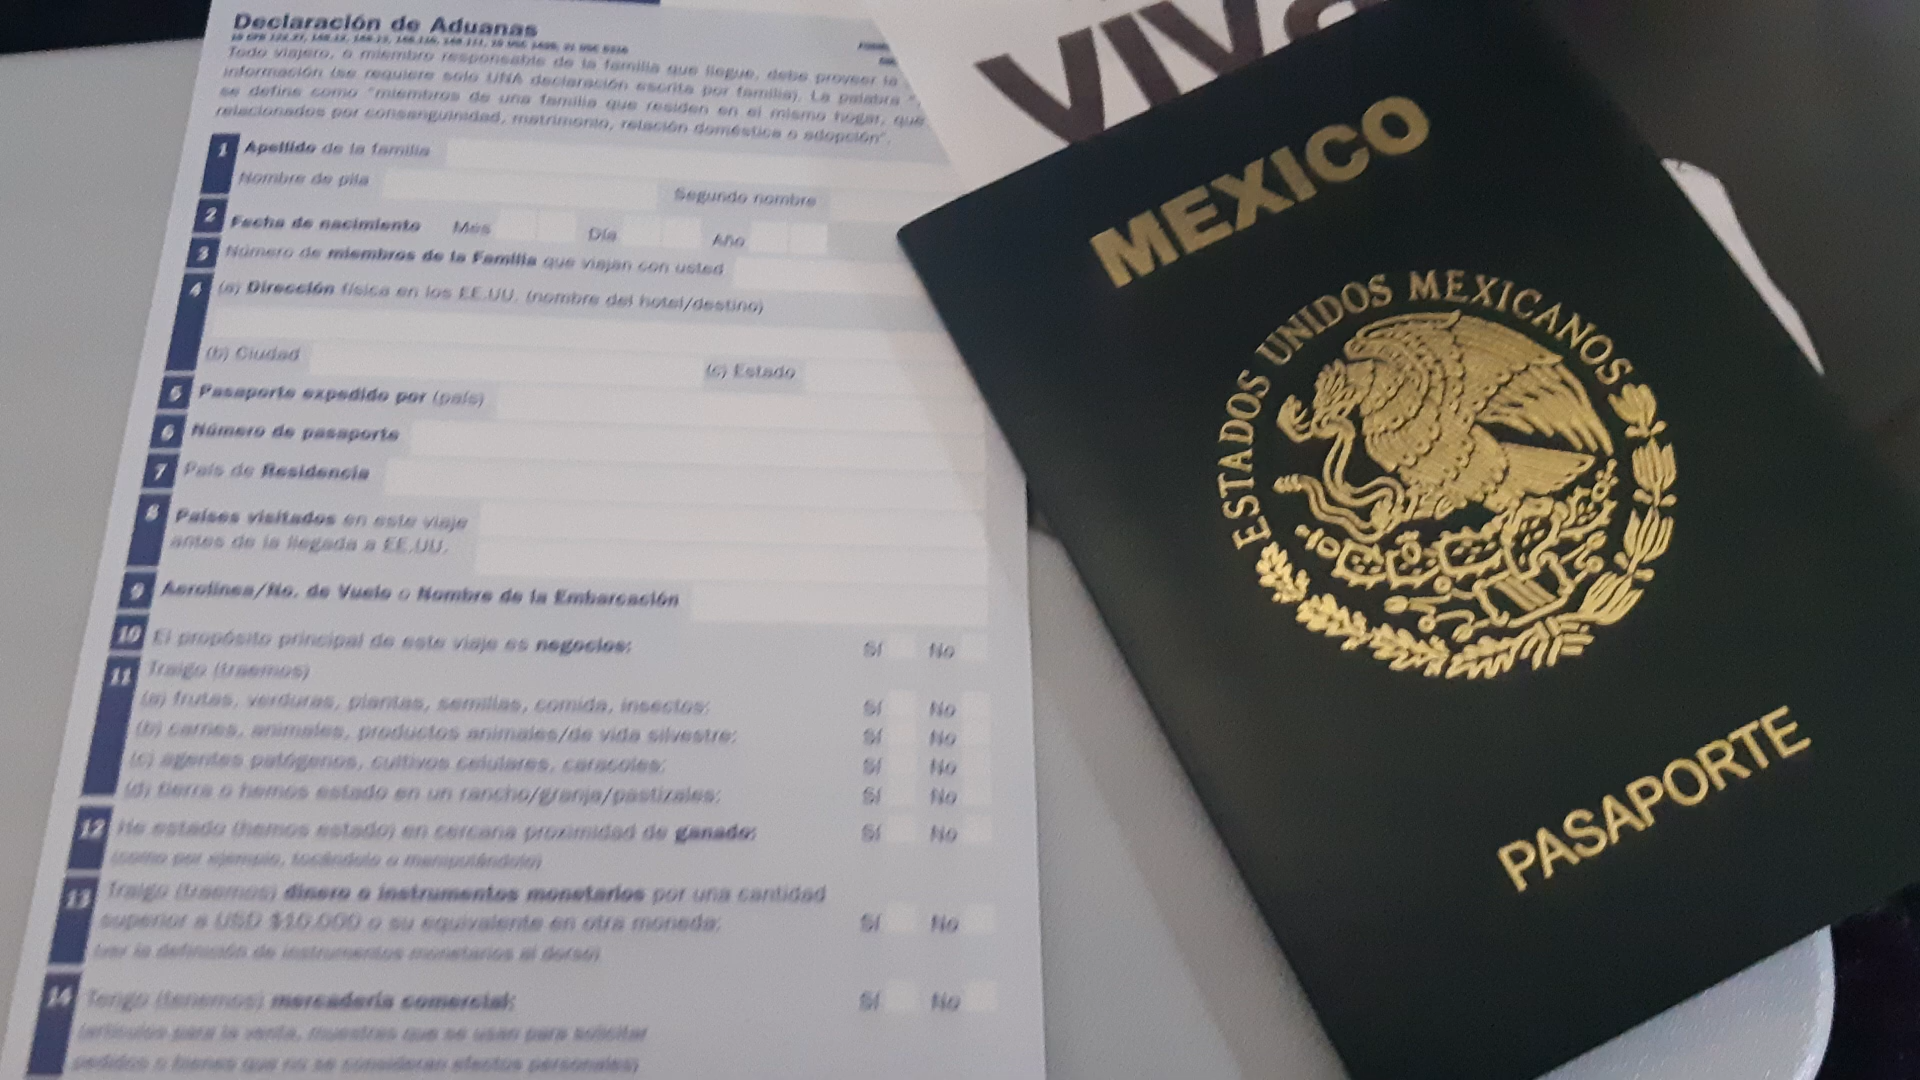 Declaración de Aduanas
Todo viajero, o miembro responsable de la familia que llegue, debe proveer la
información (se requiere solo UNA declaración escrita por familia). La palabra
se define como "miembros de una familia que residen en el mismo hogar, que
relacionados por consanguinidad, matrimonio, relación doméstica o adopción".
1 Apellido de la familia
Nombre de pila Segundo nombre
2 Fecha de nacimiento Mes Día Año
3 Número de miembros de la Familia que viajan con usted
4 (a) Dirección física en los EE.UU. (nombre del hotel/destino)
(b) Ciudad (c) Estado
5 Pasaporte expedido por (país)
6 Número de pasaporte
7 País de Residencia
8 Países visitados en este viaje
antes de la llegada a EE.UU.
9 Aerolínea/No. de Vuelo o Nombre de la Embarcación
10 El propósito principal de este viaje es negocios: Sí No
11 Traigo (traemos)
(a) frutas, verduras, plantas, semillas, comida, insectos: Sí No
(b) carnes, animales, productos animales/de vida silvestre: Sí No
(c) agentes patógenos, cultivos celulares, caracoles: Sí No
(d) tierra o hemos estado en un rancho/granja/pastizales: Sí No
12 He estado (hemos estado) en cercana proximidad de ganado: Sí No
(como por ejemplo, tocándolo o manipulándolo)
13 Traigo (traemos) dinero o instrumentos monetarios por una cantidad
superior a USD $10,000 o su equivalente en otra moneda: Sí No
(ver la definición de instrumentos monetarios al dorso)
14 Tengo (tenemos) mercadería comercial: Sí No
(artículos para la venta, muestras que se usan para solicitar
pedidos o bienes que no se consideran efectos personales)
VIVa
MEXICO
ESTADOS UNIDOS MEXICANOS
PASAPORTE